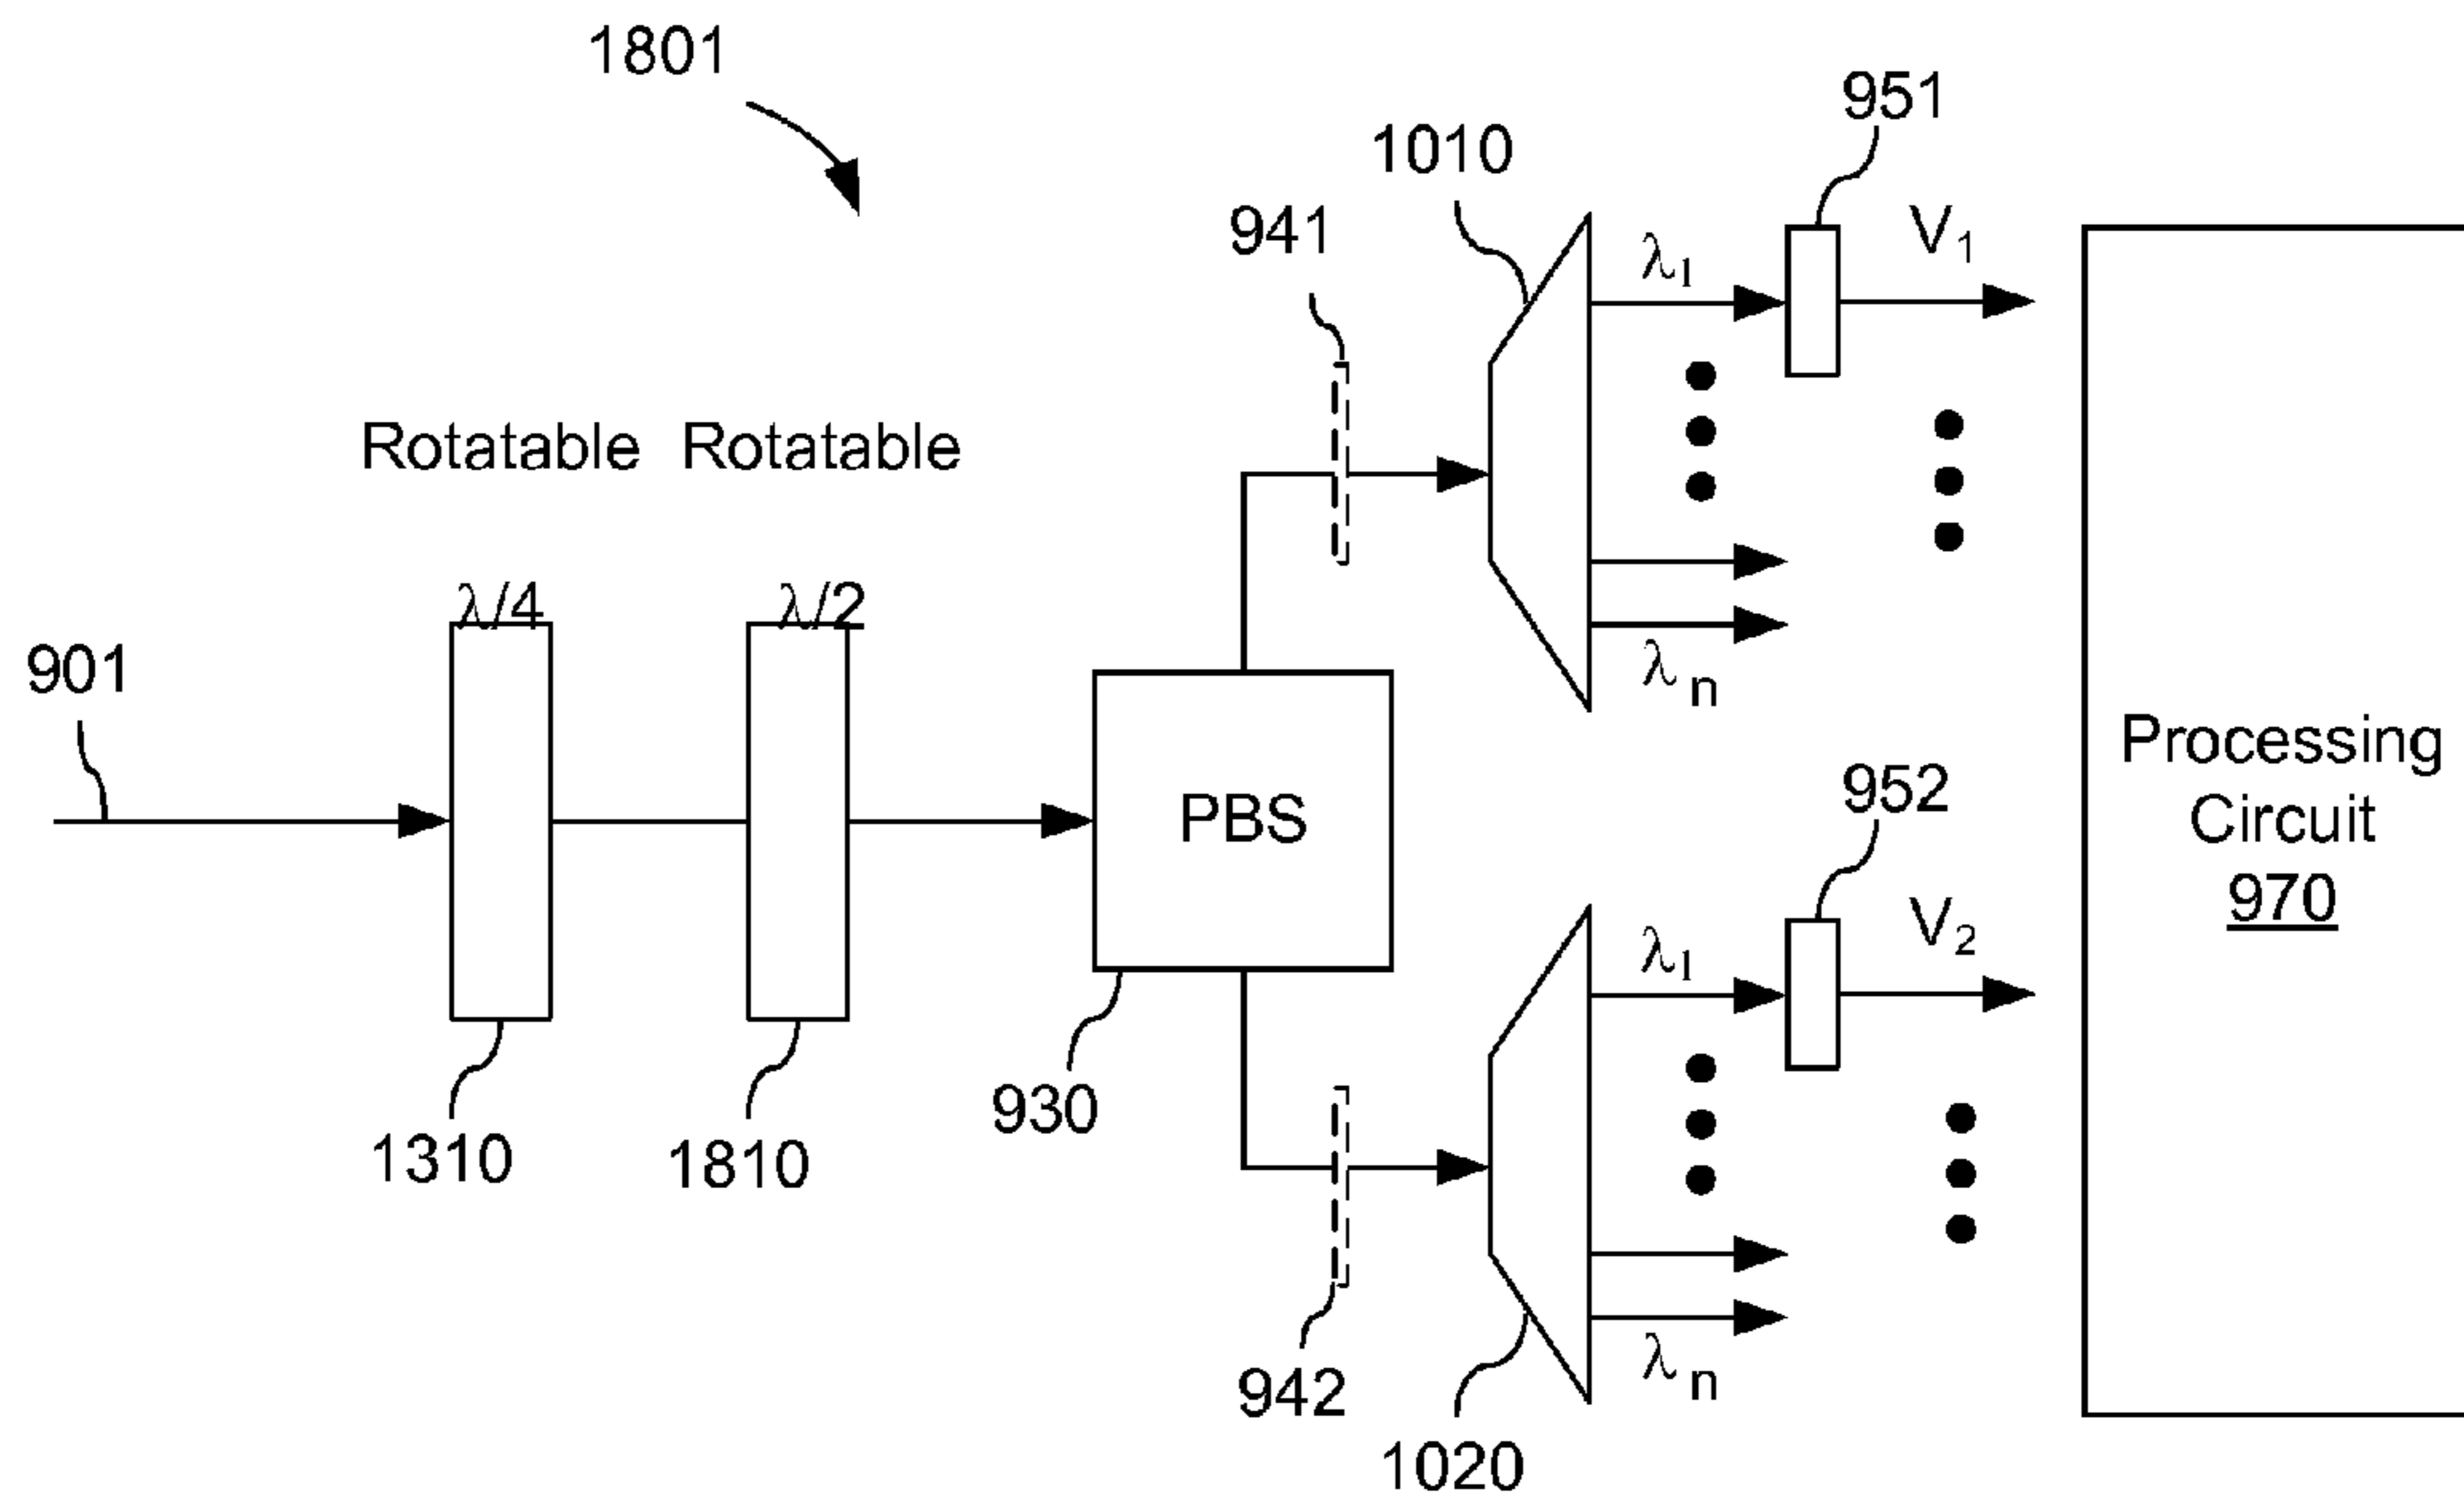 1801
951
1010
941
λ1
V1
Rotatable Rotatable
λ/4 λ/2
901
λn
Processing
Circuit
970
PBS
952
λ1
V2
930
1310
1810
942
λn
1020